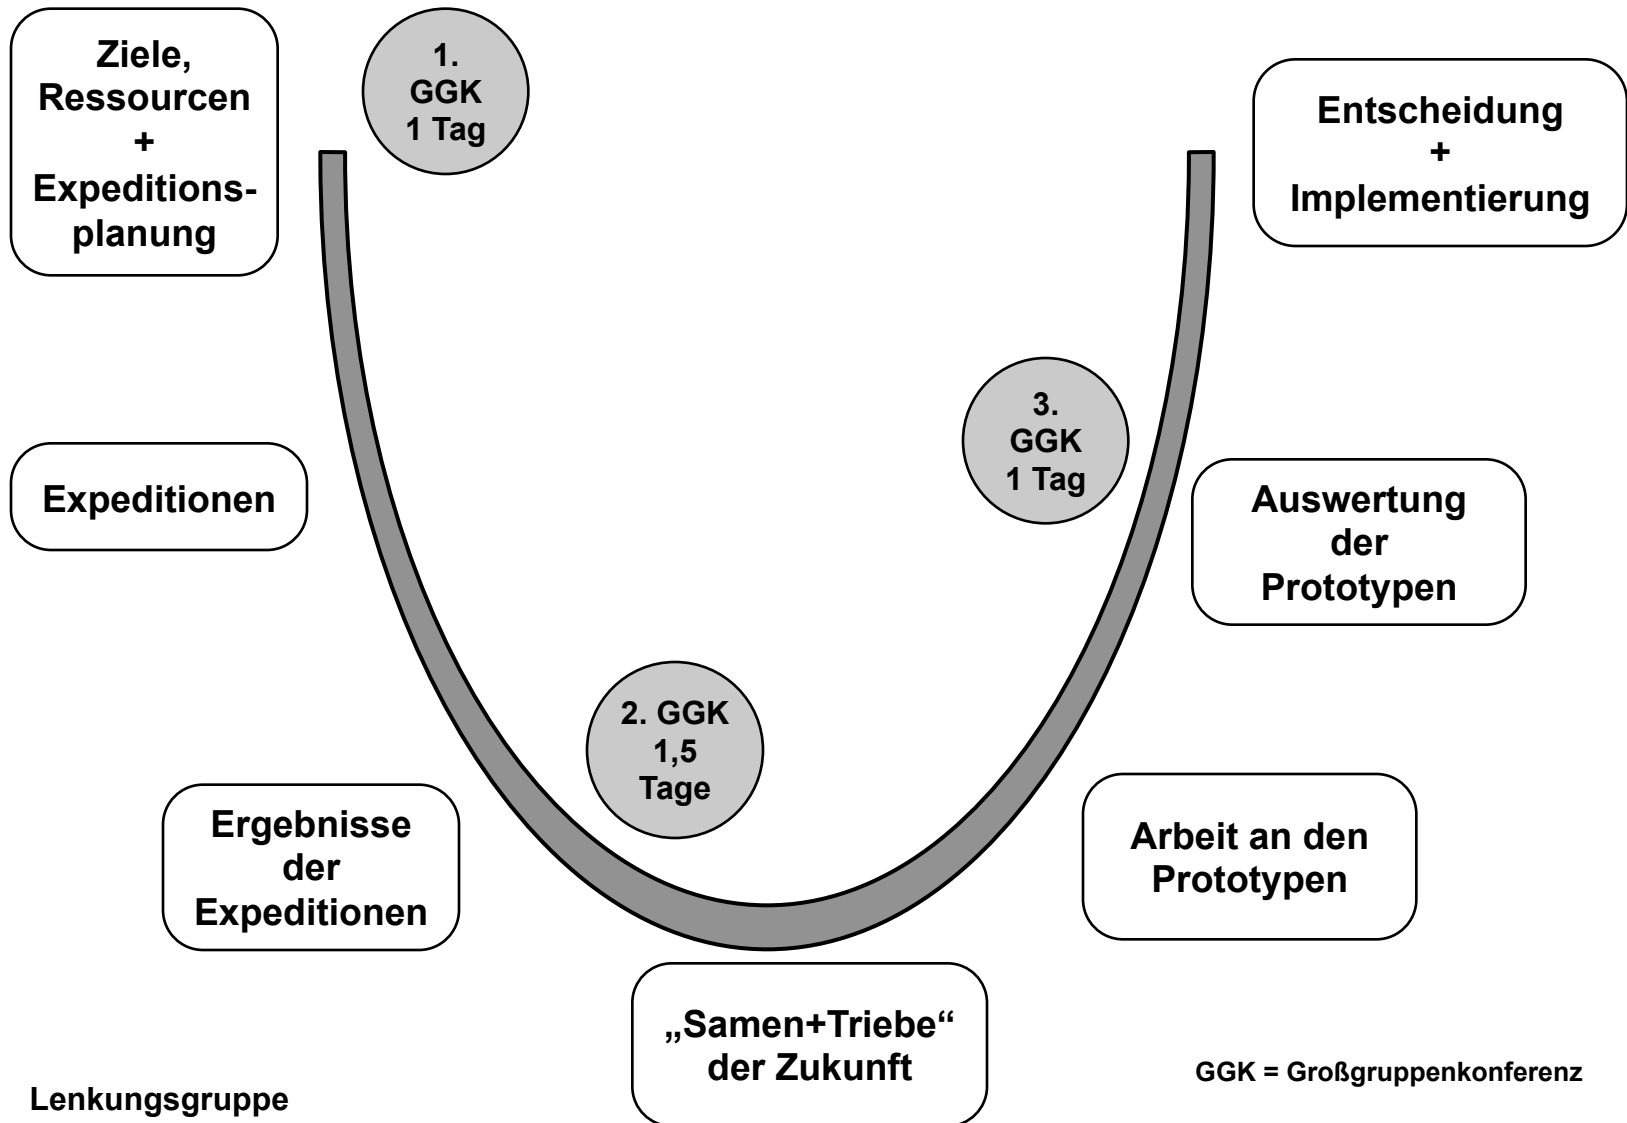 Ziele,
Ressourcen
+
Expeditions-
planung
1.
GGK
1 Tag
Entscheidung
+
Implementierung
Expeditionen
3.
GGK
1 Tag
Auswertung
der
Prototypen
2. GGK
1,5
Tage
Ergebnisse
der
Expeditionen
Arbeit an den
Prototypen
„Samen+Triebe“
der Zukunft
GGK = Großgruppenkonferenz
Lenkungsgruppe